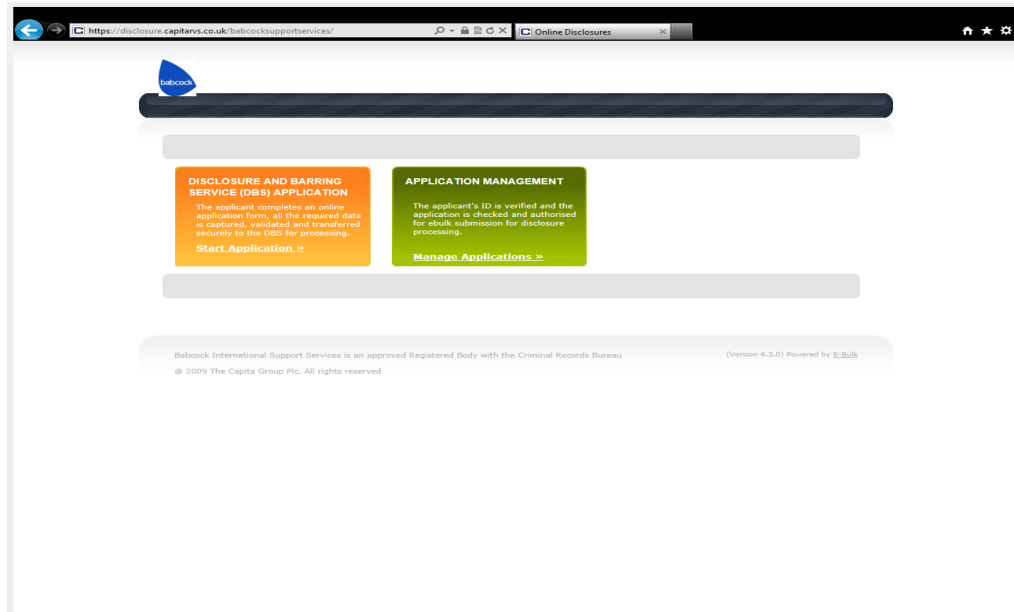 https://disclosure.capitarvs.co.uk/babcocksupportservices/
Online Disclosures
babcock
DISCLOSURE AND BARRING
SERVICE (DBS) APPLICATION
The applicant completes an online
application form, all the required data
is captured, validated and transferred
securely to the DBS for processing.
Start Application »
APPLICATION MANAGEMENT
The applicant's ID is verified and the
application is checked and authorised
for ebulk submission for disclosure
processing.
Manage Applications »
Babcock International Support Services is an approved Registered Body with the Criminal Records Bureau
(Version 6.3.0) Powered by E-Bulk
@ 2009 The Capita Group Plc. All rights reserved